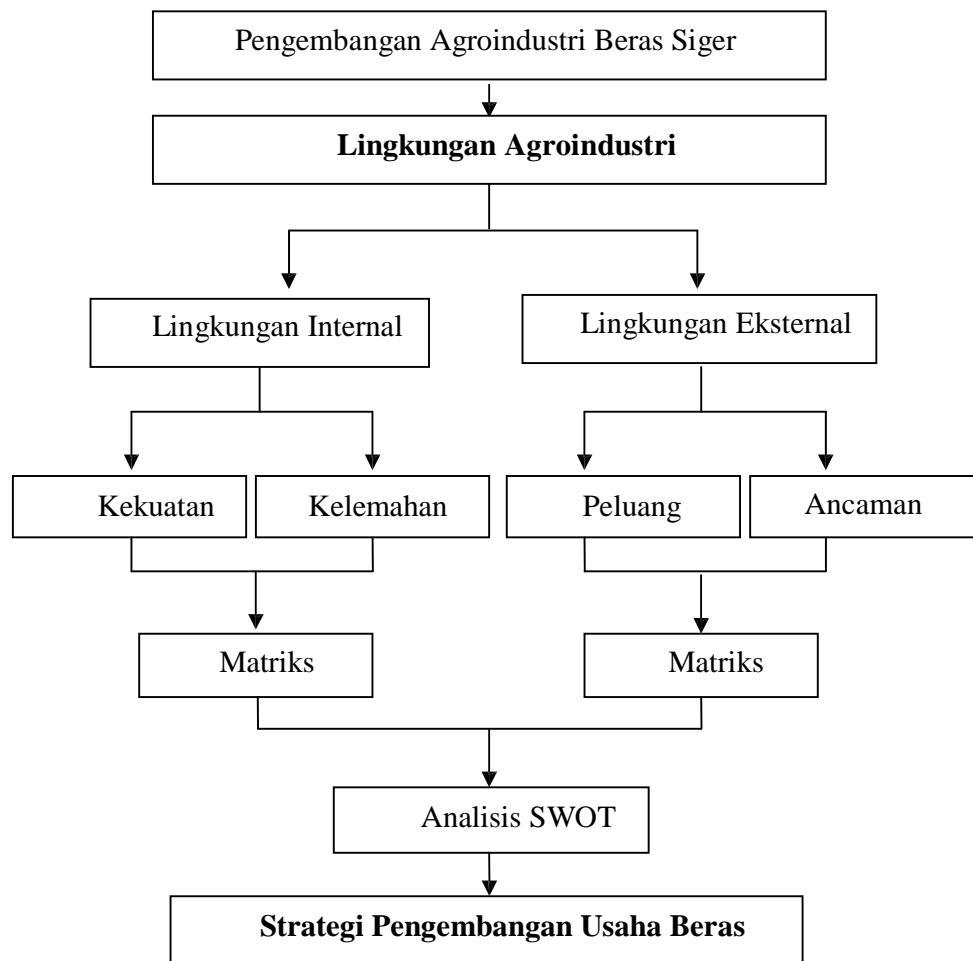 Pengembangan Agroindustri Beras Siger
Lingkungan Agroindustri
Lingkungan Internal
Lingkungan Eksternal
Kekuatan
Kelemahan
Peluang
Ancaman
Matriks
Matriks
Analisis SWOT
Strategi Pengembangan Usaha Beras